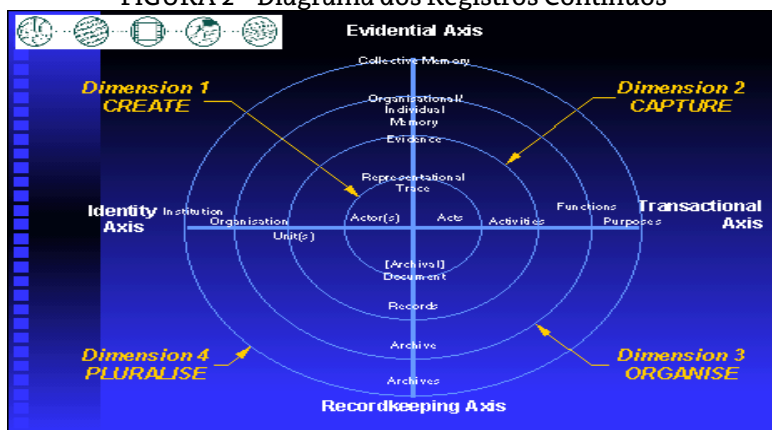 FIGURA 2 - Diagrama dos Registros Contínuos
Evidential Axis
Collective Memory
Dimension 1
CREATE
Dimension 2
CAPTURE
Organisational/
Individual
Memory
Evidence
Representational
Trace
Identity
Axis
Institution
Organisation
Unit(s)
Actor(s)
Acts
Activities
Functions
Purposes
Transactional
Axis
[Archival]
Document
Records
Archive
Archives
Dimension 4
PLURALISE
Dimension 3
ORGANISE
Recordkeeping Axis